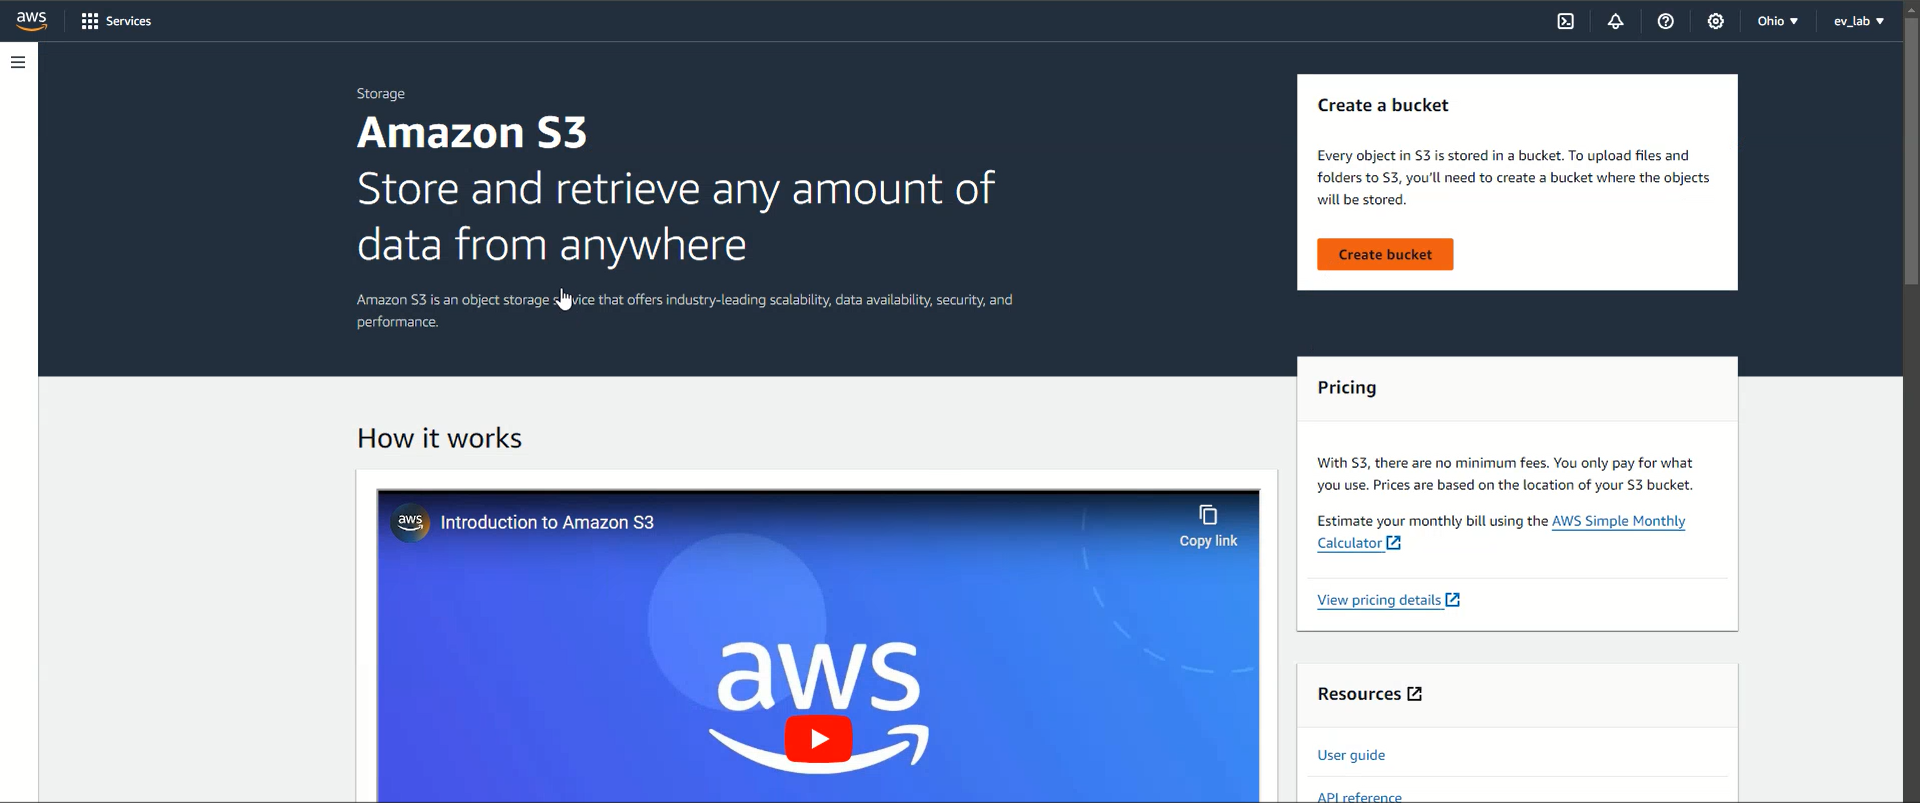 aws
Services
Ohio
ev_lab
Storage
Amazon S3
Store and retrieve any amount of
data from anywhere
Amazon S3 is an object storage service that offers industry-leading scalability, data availability, security, and
performance.
Create a bucket
Every object in S3 is stored in a bucket. To upload files and
folders to S3, you'll need to create a bucket where the objects
will be stored.
Create bucket
How it works
aws
Introduction to Amazon S3
Copy link
aws
Pricing
With S3, there are no minimum fees. You only pay for what
you use. Prices are based on the location of your S3 bucket.
Estimate your monthly bill using the AWS Simple Monthly
Calculator
View pricing details
Resources
User guide
API reference